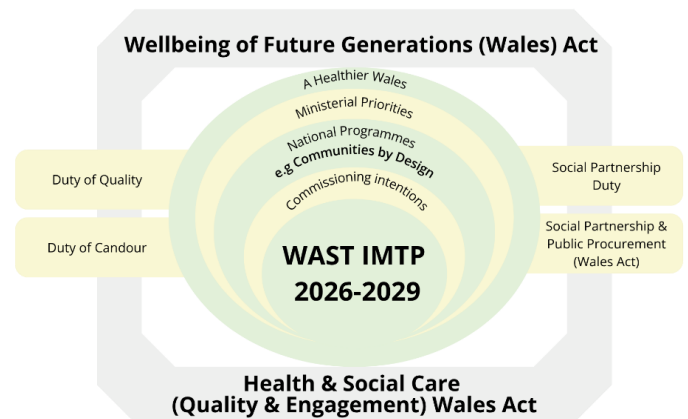 Wellbeing of Future Generations (Wales) Act
A Healthier Wales
Ministerial Priorities
National Programmes
e.g Communities by Design
Commissioning intentions
WAST IMTP
2026-2029
Duty of Quality
Duty of Candour
Social Partnership
Duty
Social Partnership &
Public Procurement
(Wales Act)
Health & Social Care
(Quality & Engagement) Wales Act